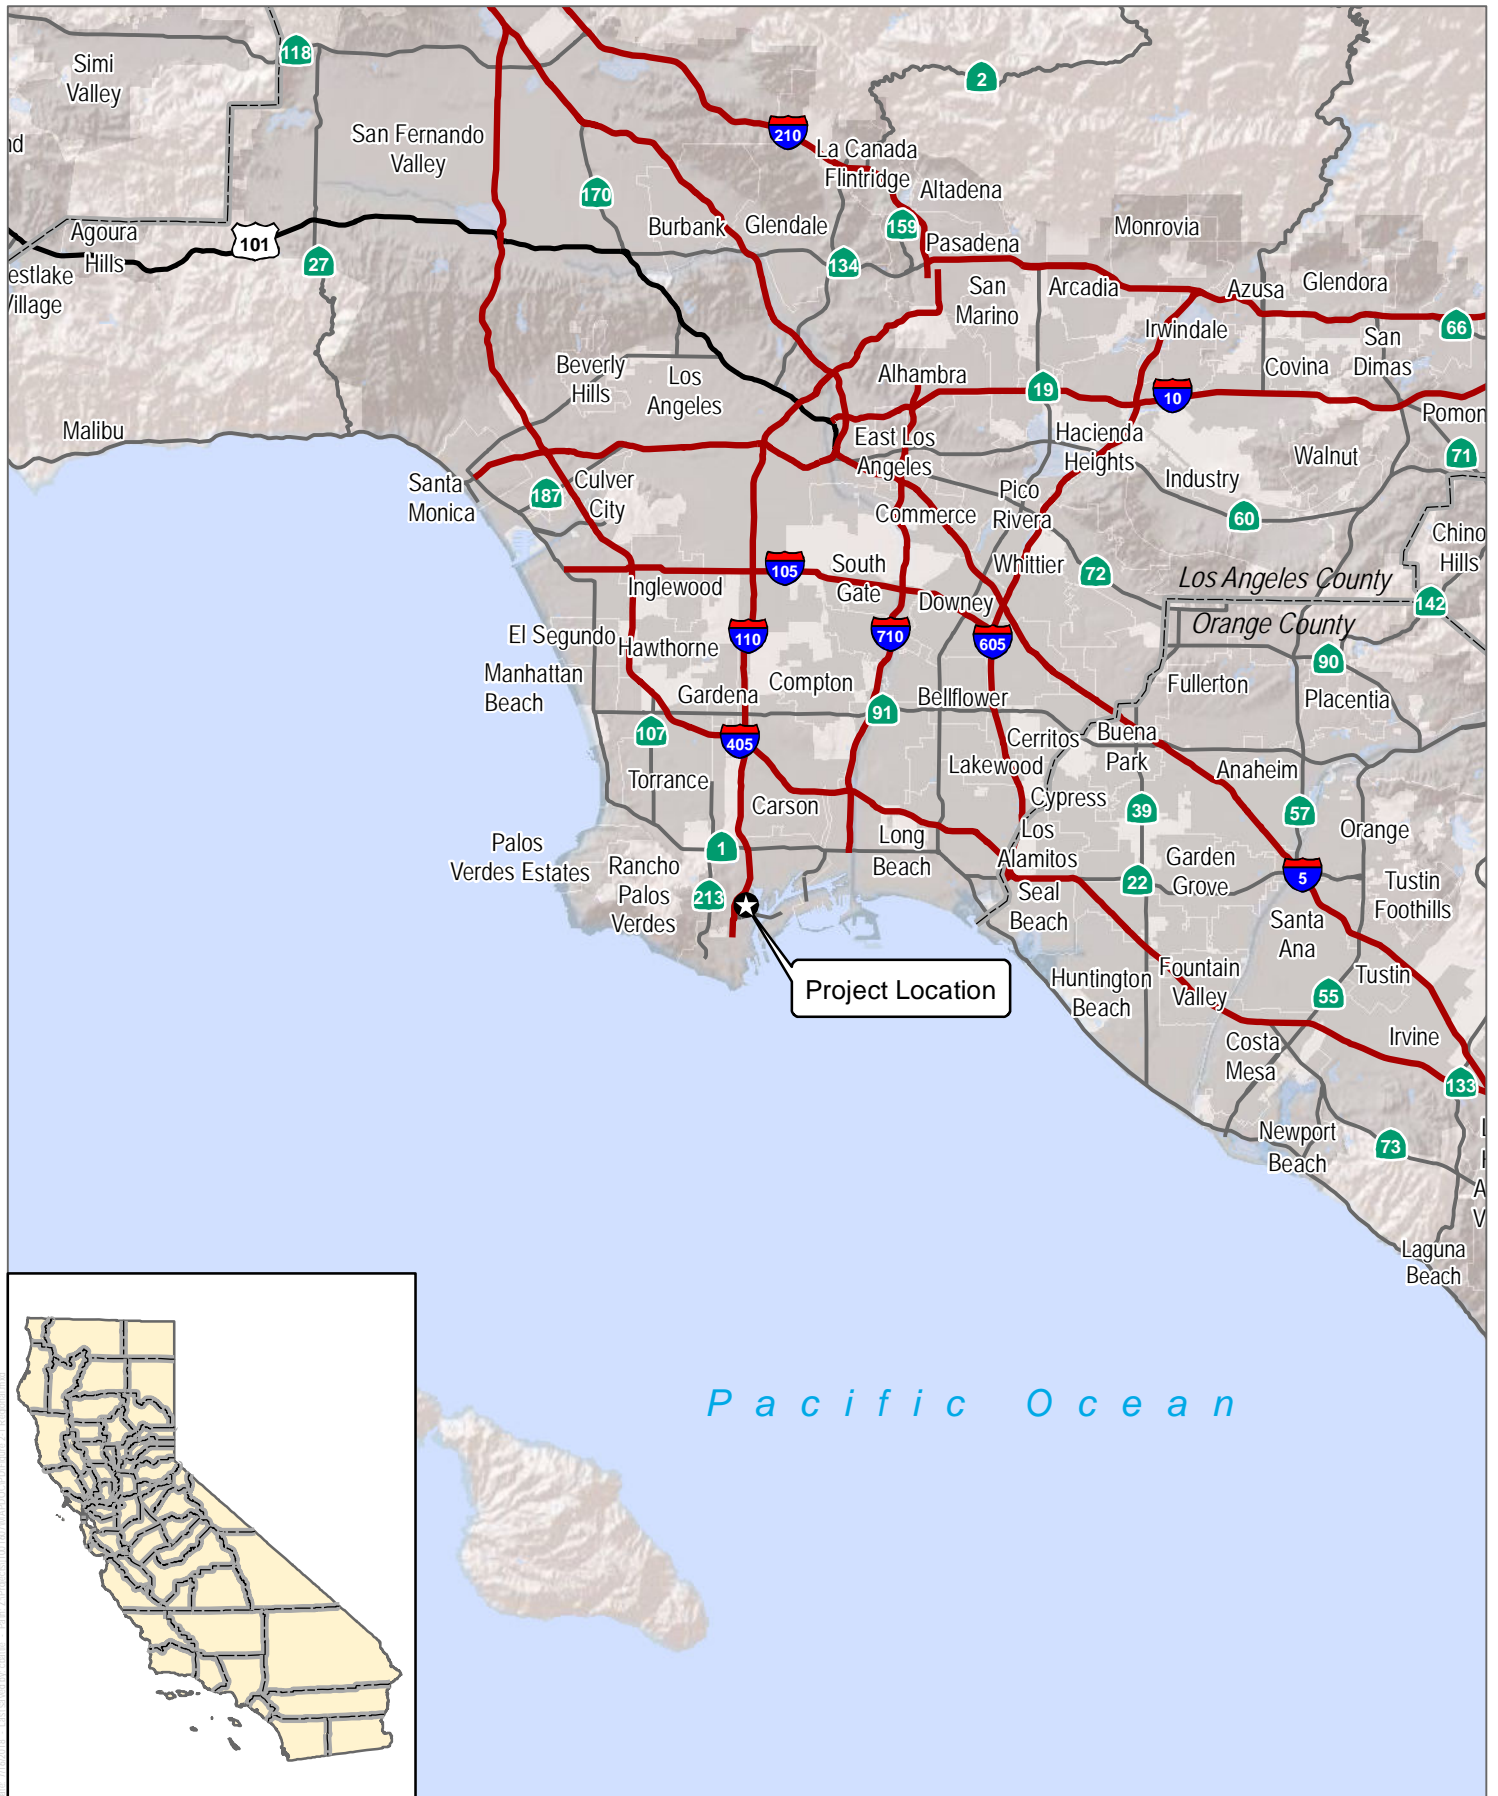 118
Simi
Valley
2
San Fernando
Valley
210
La Canada
Flintridge
Altadena
170
159
Burbank
Glendale
Monrovia
Agoura
Hills
101
27
134
Pasadena
estlake
Village
San
Marino
Arcadia
Azusa
Glendora
Irwindale
66
San
Dimas
Beverly
Hills
Los
Angeles
Alhambra
Covina
19
10
Malibu
Pomon
East Los
Angeles
Hacienda
Heights
Walnut
71
Santa
Monica
187
Culver
City
Industry
Pico
Rivera
Commerce
60
Chino
Hills
105
South
Gate
Whittier
72
Los Angeles County
Inglewood
Downey
142
Orange County
El Segundo
Hawthorne
110
710
605
90
Manhattan
Beach
Gardena
Compton
Bellflower
Fullerton
Placentia
107
405
91
Cerritos
Buena
Park
Lakewood
Anaheim
Torrance
Carson
Cypress
39
57
Orange
Palos
Verdes Estates
1
Long
Beach
Los
Alamitos
Garden
Grove
Rancho
Palos
Verdes
213
Seal
Beach
22
5
Tustin
Foothills
Santa
Ana
Project Location
Huntington
Beach
Fountain
Valley
55
Tustin
Costa
Mesa
Irvine
133
Newport
Beach
73
Laguna
Beach
Pacific Ocean